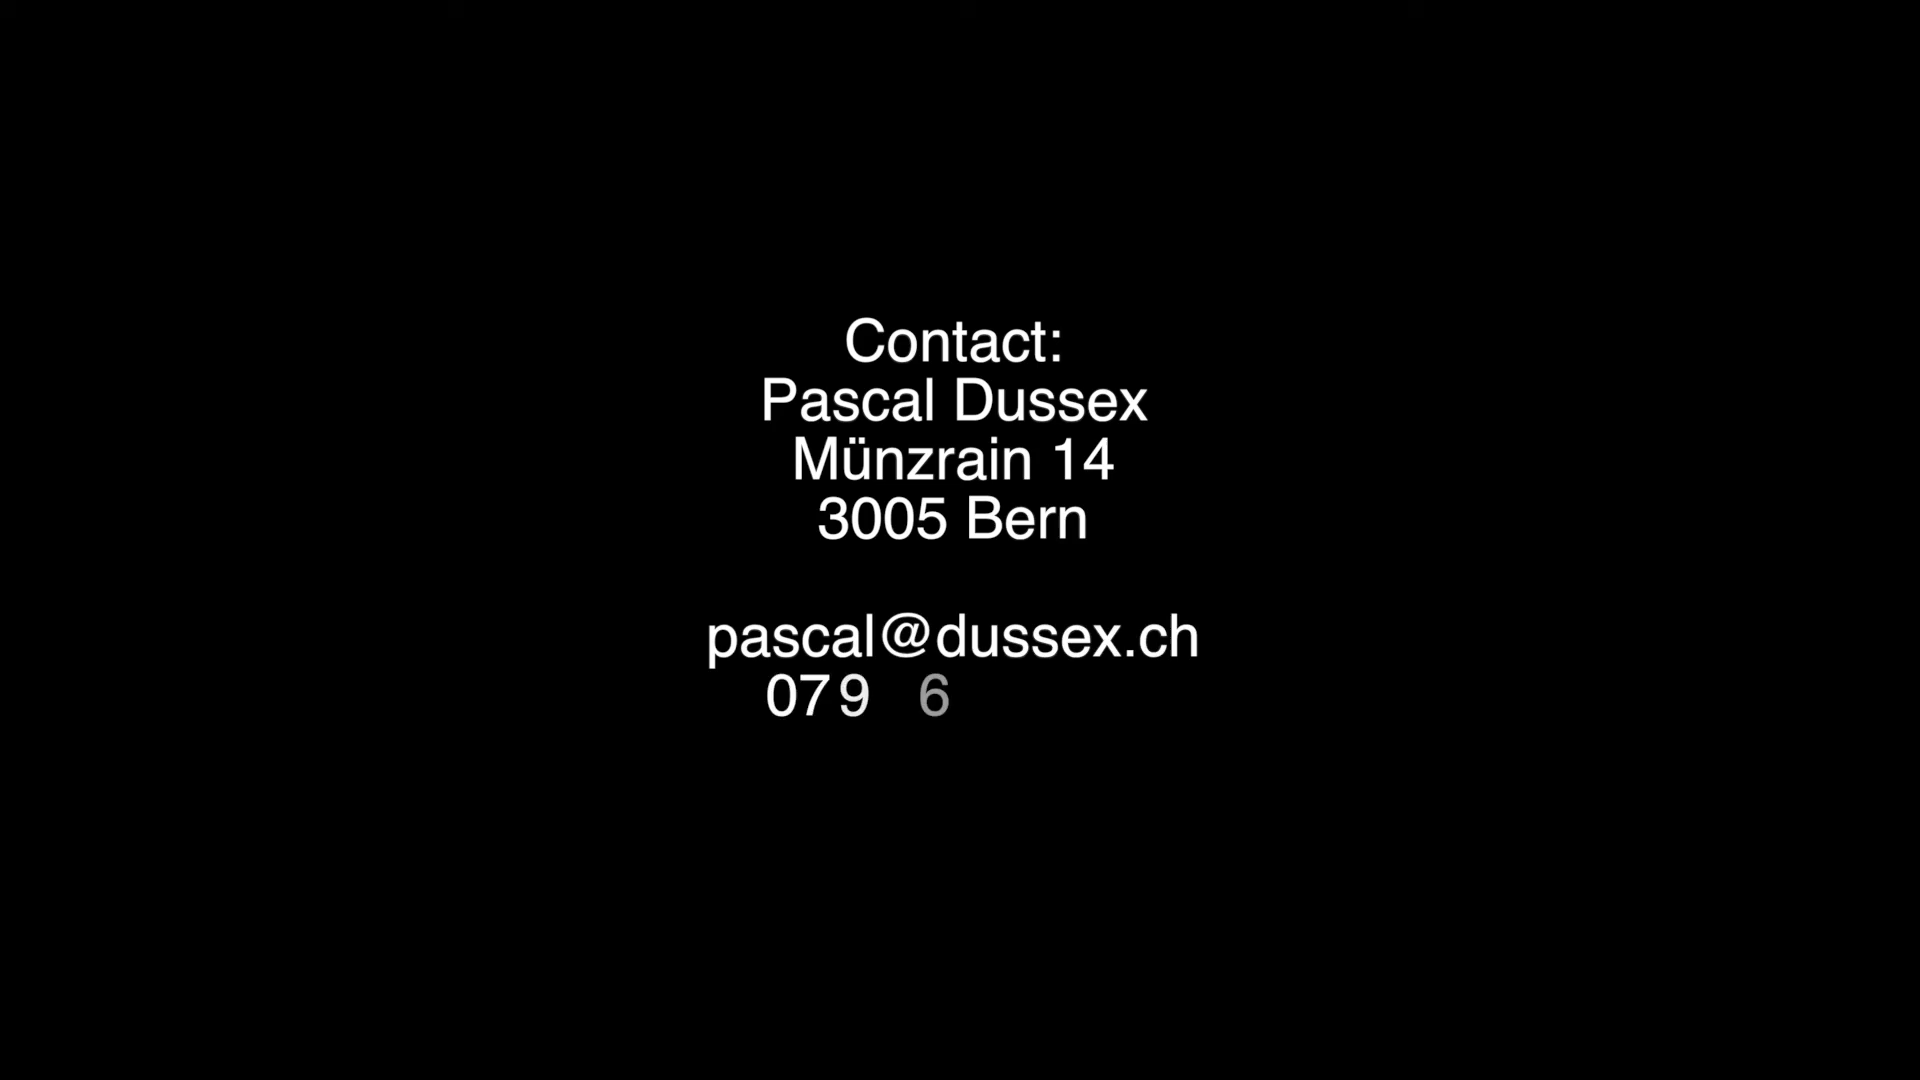 Contact:
Pascal Dussex
Münzrain 14
3005 Bern
pascal@dussex.ch
079 6